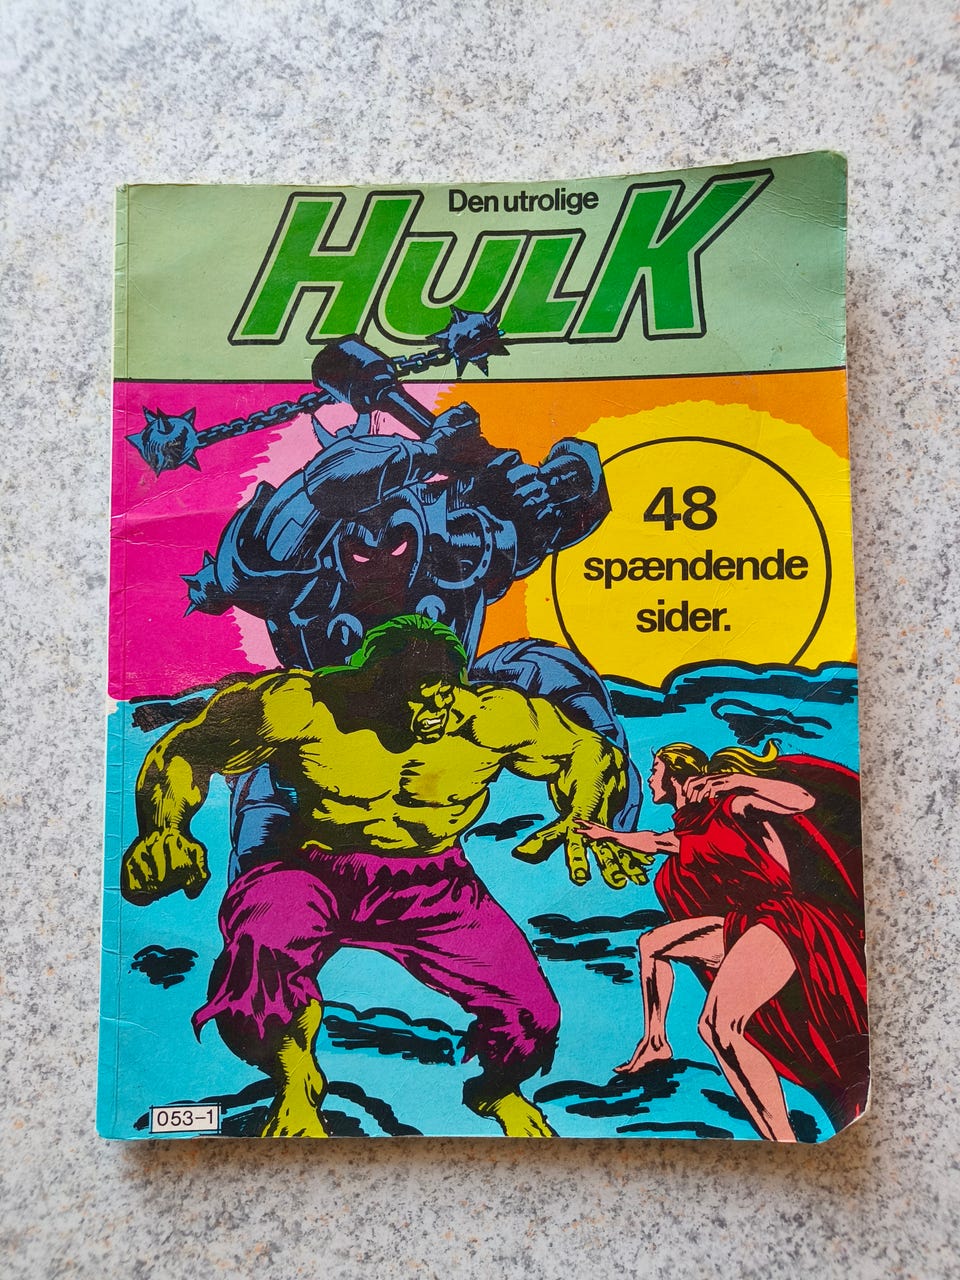 Den utrolige
HULK
48
spændende
sider.
053-1